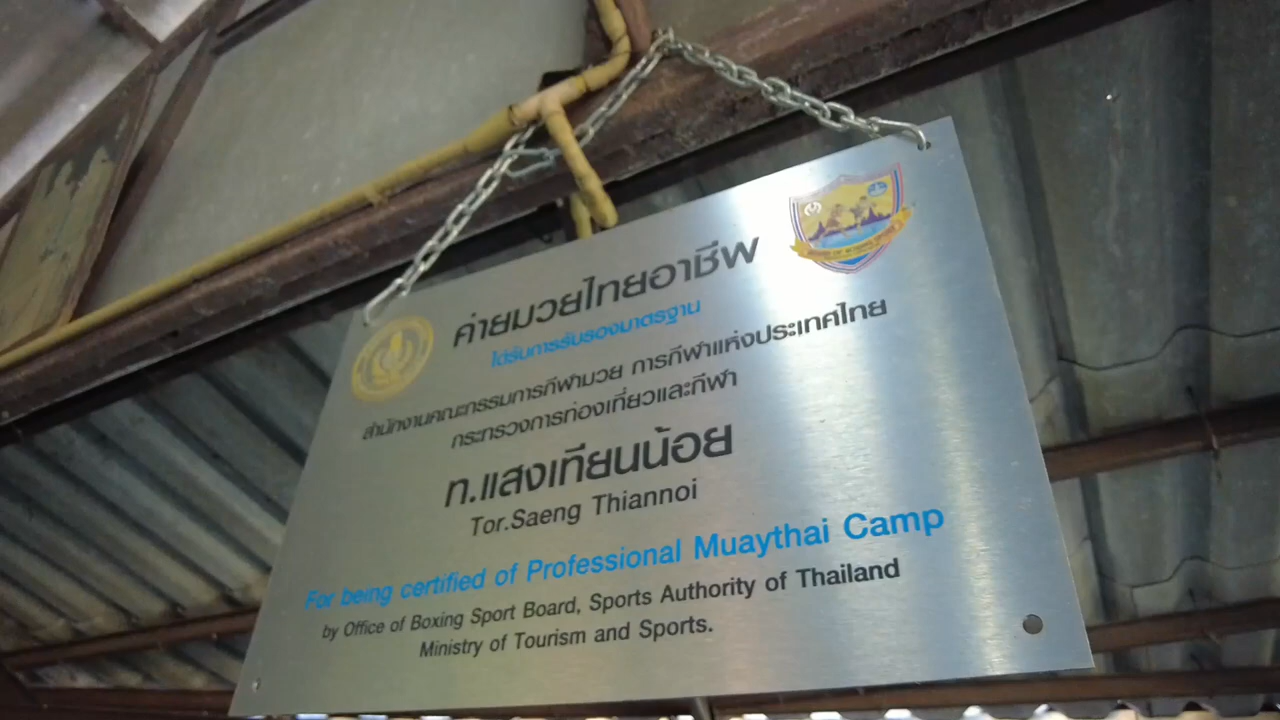 ค่ายมวยไทยอาชีพ
ได้รับการรับรองมาตรฐาน
สำนักงานคณะกรรมการกีฬามวย การกีฬาแห่งประเทศไทย
กระทรวงการท่องเที่ยวและกีฬา
ท.แสงเทียนน้อย
Tor.Saeng Thiannoi
For being certified of Professional Muaythai Camp
by Office of Boxing Sport Board, Sports Authority of Thailand
Ministry of Tourism and Sports.